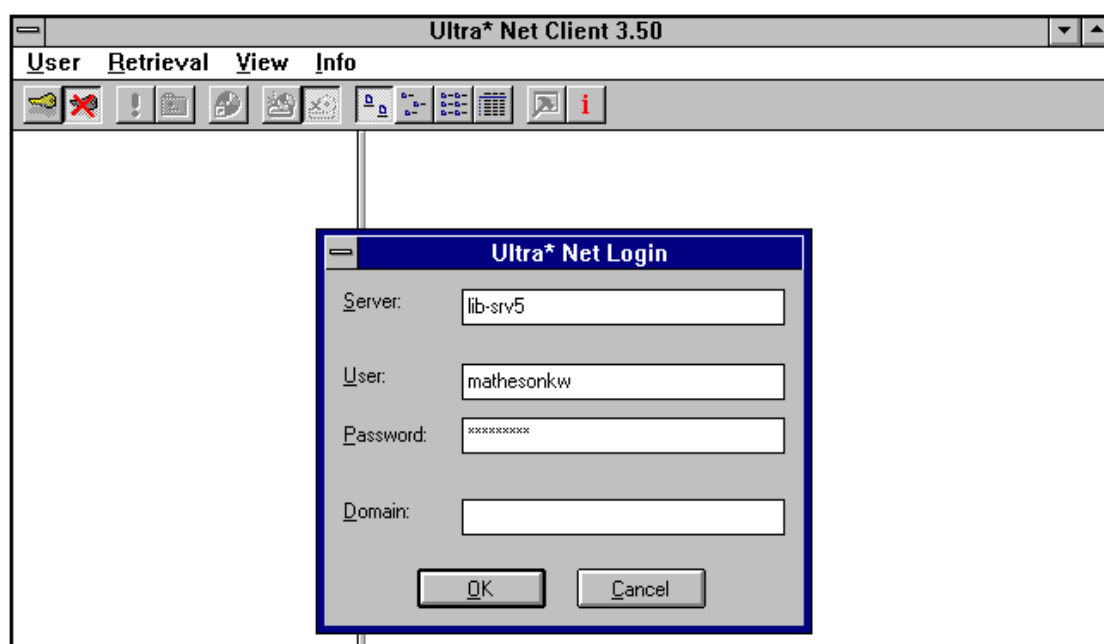 Ultra* Net Client 3.50
User Retrieval View Info
i
Ultra* Net Login
Server: lib-srv5
User: mathesonkw
Password: *********
Domain:
OK Cancel